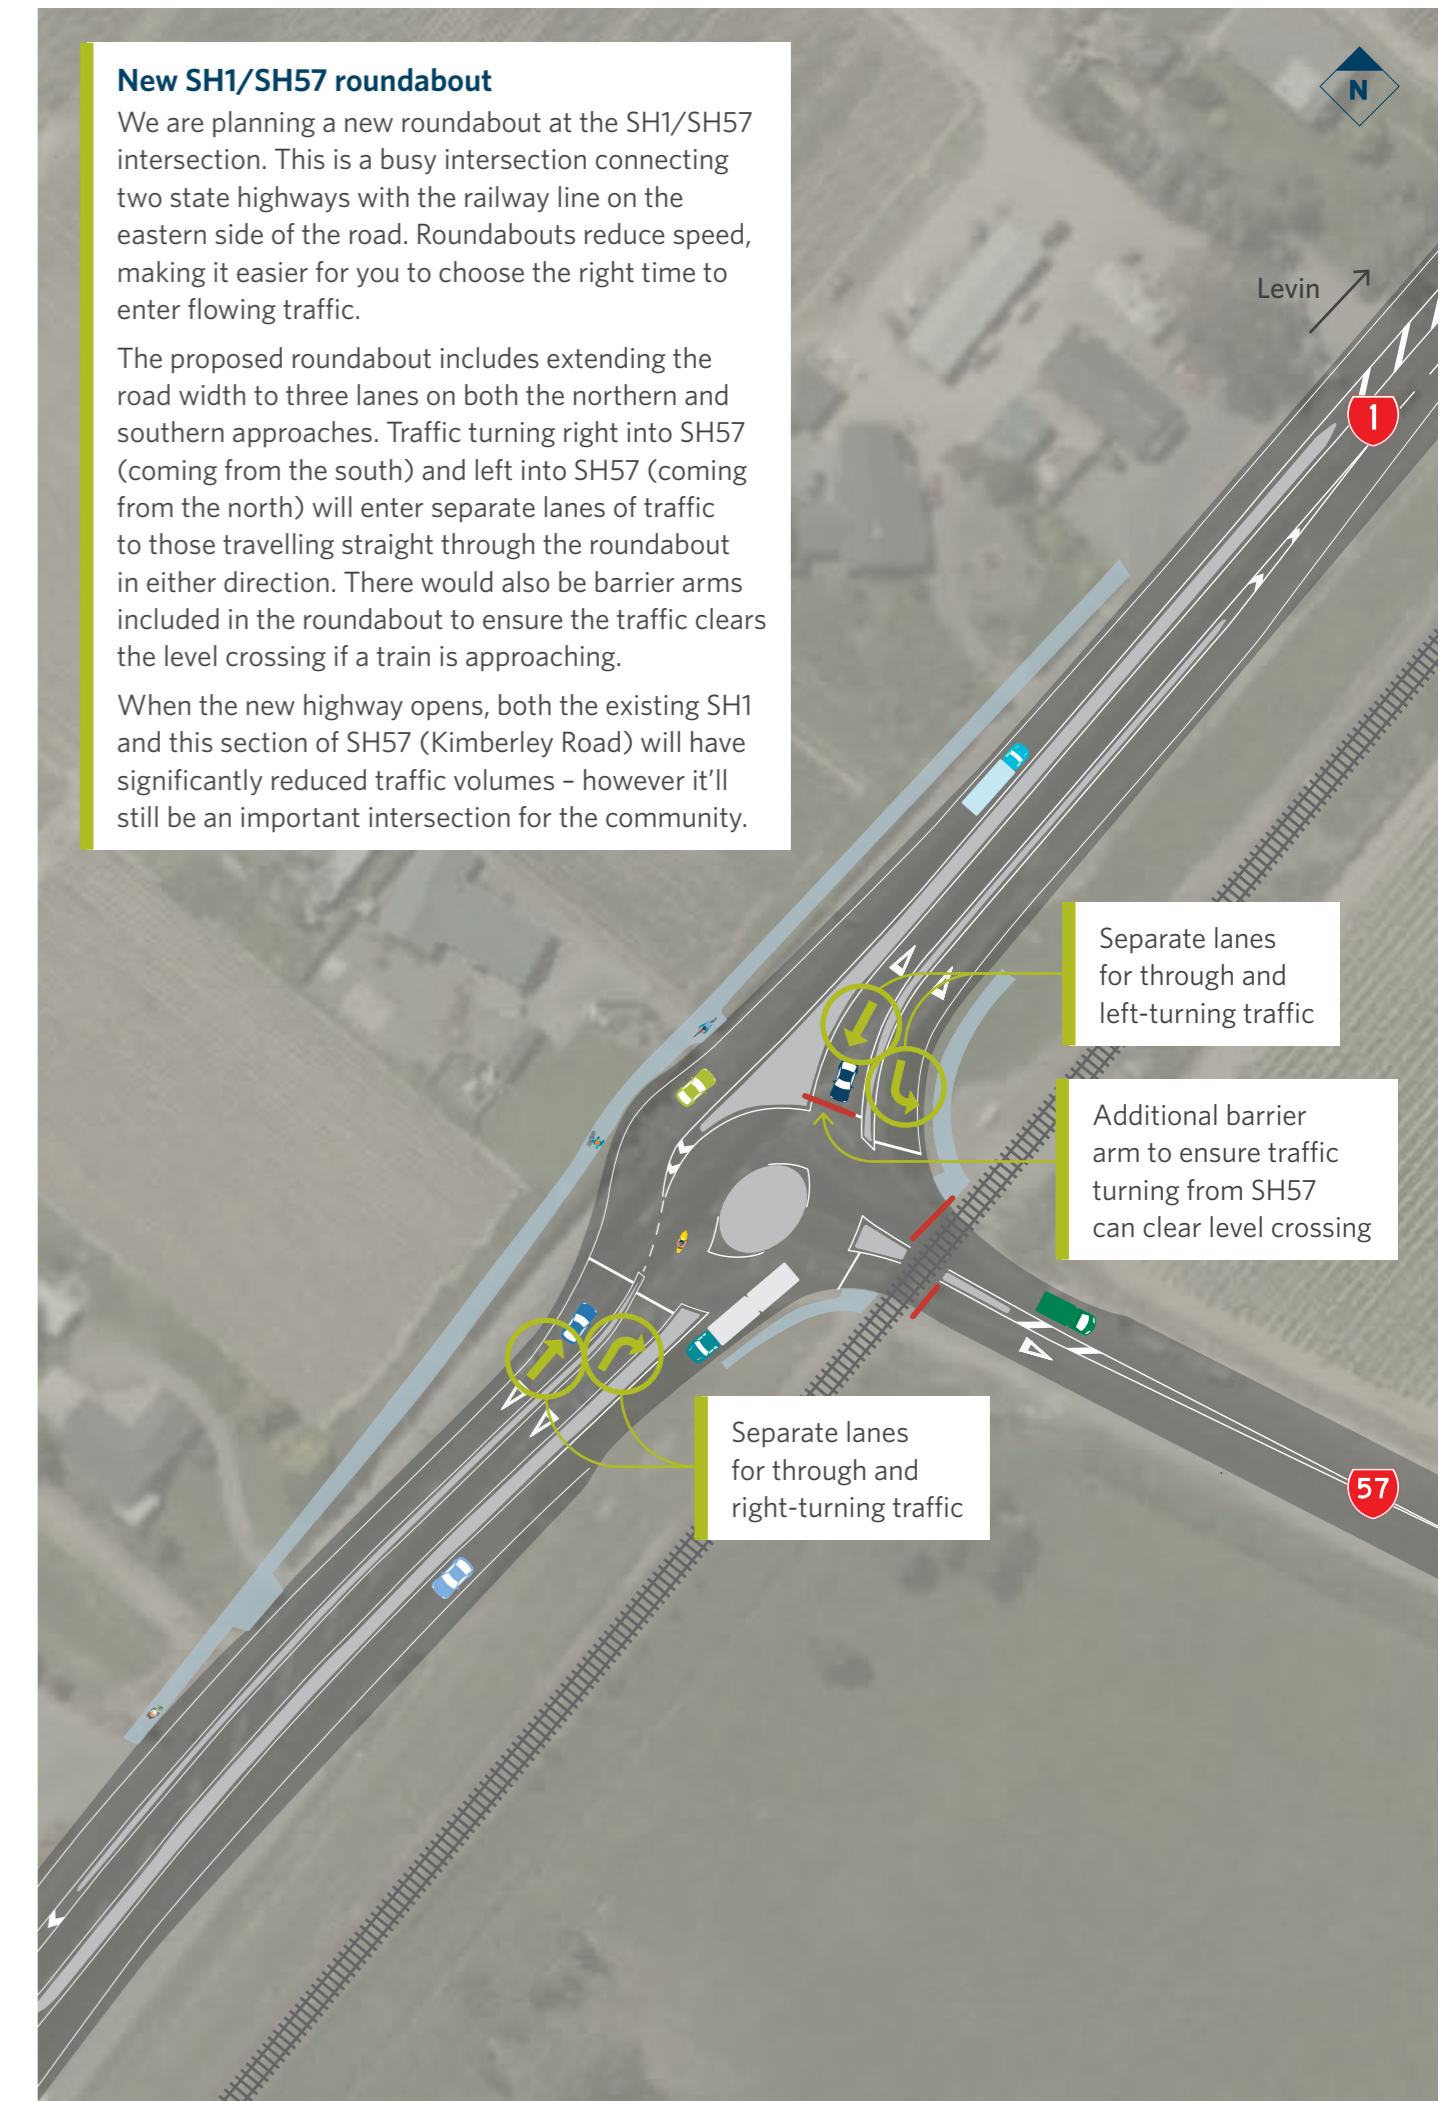 New SH1/SH57 roundabout
We are planning a new roundabout at the SH1/SH57
intersection. This is a busy intersection connecting
two state highways with the railway line on the
eastern side of the road. Roundabouts reduce speed,
making it easier for you to choose the right time to
enter flowing traffic.
The proposed roundabout includes extending the
road width to three lanes on both the northern and
southern approaches. Traffic turning right into SH57
(coming from the south) and left into SH57 (coming
from the north) will enter separate lanes of traffic
to those travelling straight through the roundabout
in either direction. There would also be barrier arms
included in the roundabout to ensure the traffic clears
the level crossing if a train is approaching.
When the new highway opens, both the existing SH1
and this section of SH57 (Kimberley Road) will have
significantly reduced traffic volumes – however it'll
still be an important intersection for the community.
N
Levin
1
Separate lanes
for through and
left-turning traffic
Additional barrier
arm to ensure traffic
turning from SH57
can clear level crossing
Separate lanes
for through and
right-turning traffic
57